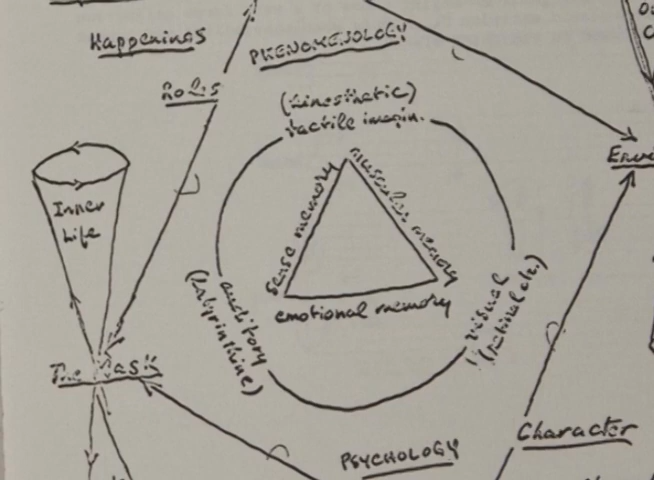 Happenings
PHENOMENOLOGY
Roles
(kinesthetic)
tactile imagin.
Inner
Life
sense memory
muscular memory
emotional memory
auditory
(labyrinthine)
visual
The Mask
Character
PSYCHOLOGY